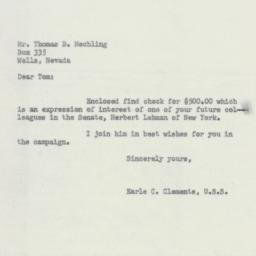 Mr. Thomas B. Mechling
Box 333
Wells, Nevada
Dear Tom:
Enclosed find check for $500.00 which
is an expression of interest of one of your future col-
leagues in the Senate, Herbert Lehman of New York.
I join him in best wishes for you in
the campaign.
Sincerely yours,
Earle C. Clements, U.S.S.